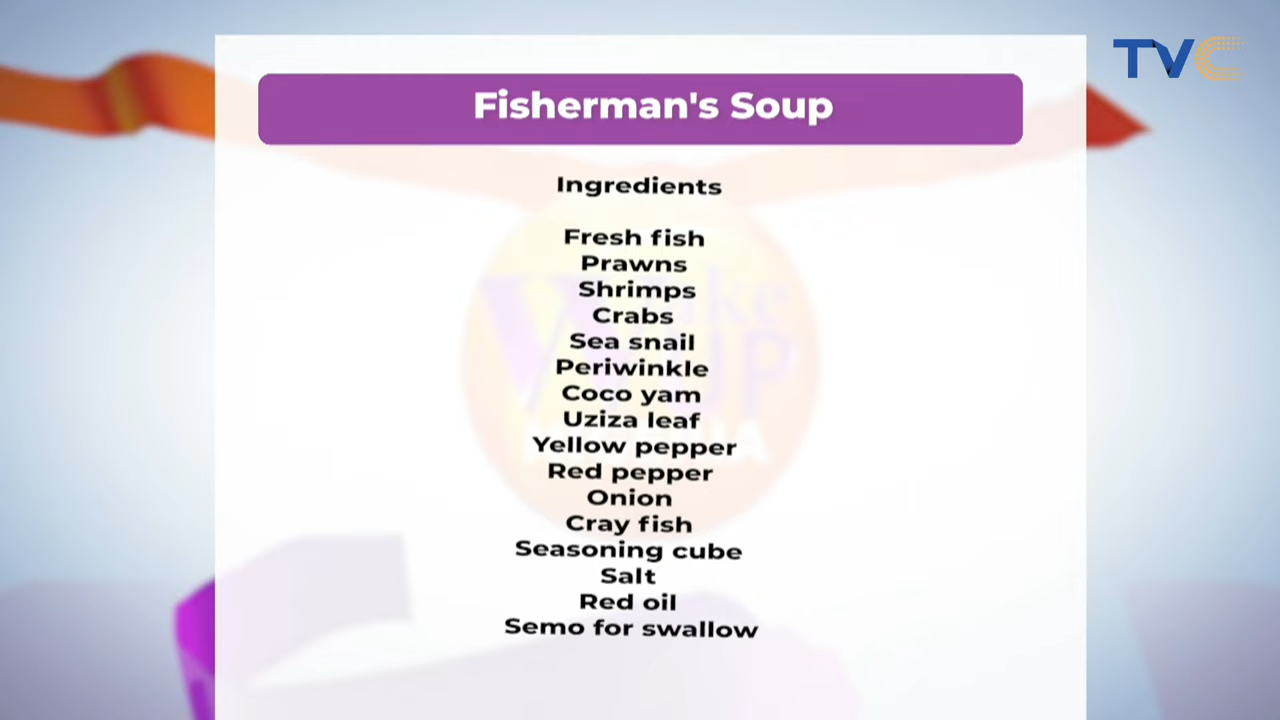 TVC
Fisherman's Soup
Ingredients
Fresh fish
Prawns
Shrimps
Crabs
Sea snail
Periwinkle
Coco yam
Uziza leaf
Yellow pepper
Red pepper
Onion
Cray fish
Seasoning cube
Salt
Red oil
Semo for swallow